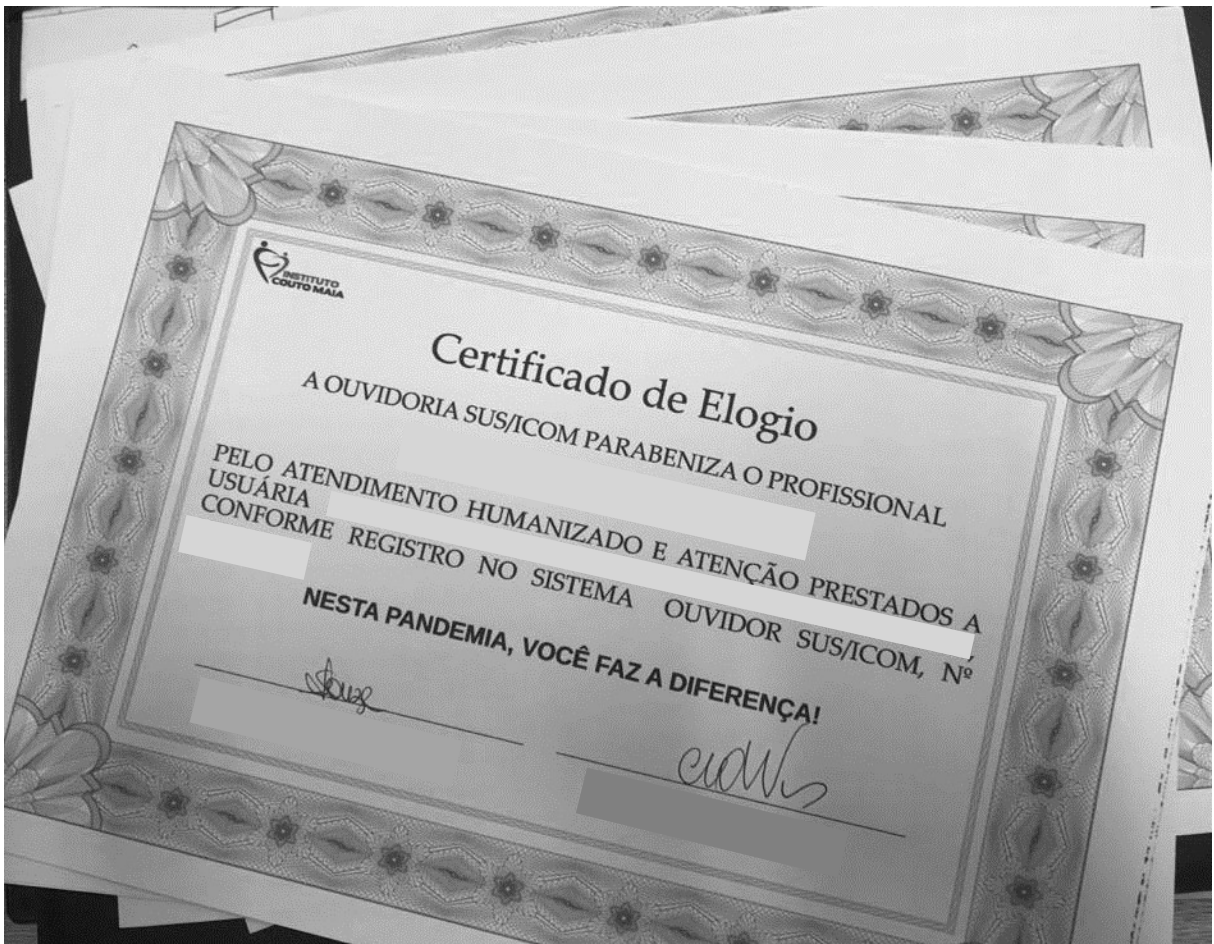 INSTITUTO
COUTO MAIA
Certificado de Elogio
A OUVIDORIA SUS/ICOM PARABENIZA O PROFISSIONAL
PELO ATENDIMENTO HUMANIZADO E ATENÇÃO PRESTADOS A
USUÁRIA ,
CONFORME REGISTRO NO SISTEMA OUVIDOR SUS/ICOM, Nº
NESTA PANDEMIA, VOCÊ FAZ A DIFERENÇA!